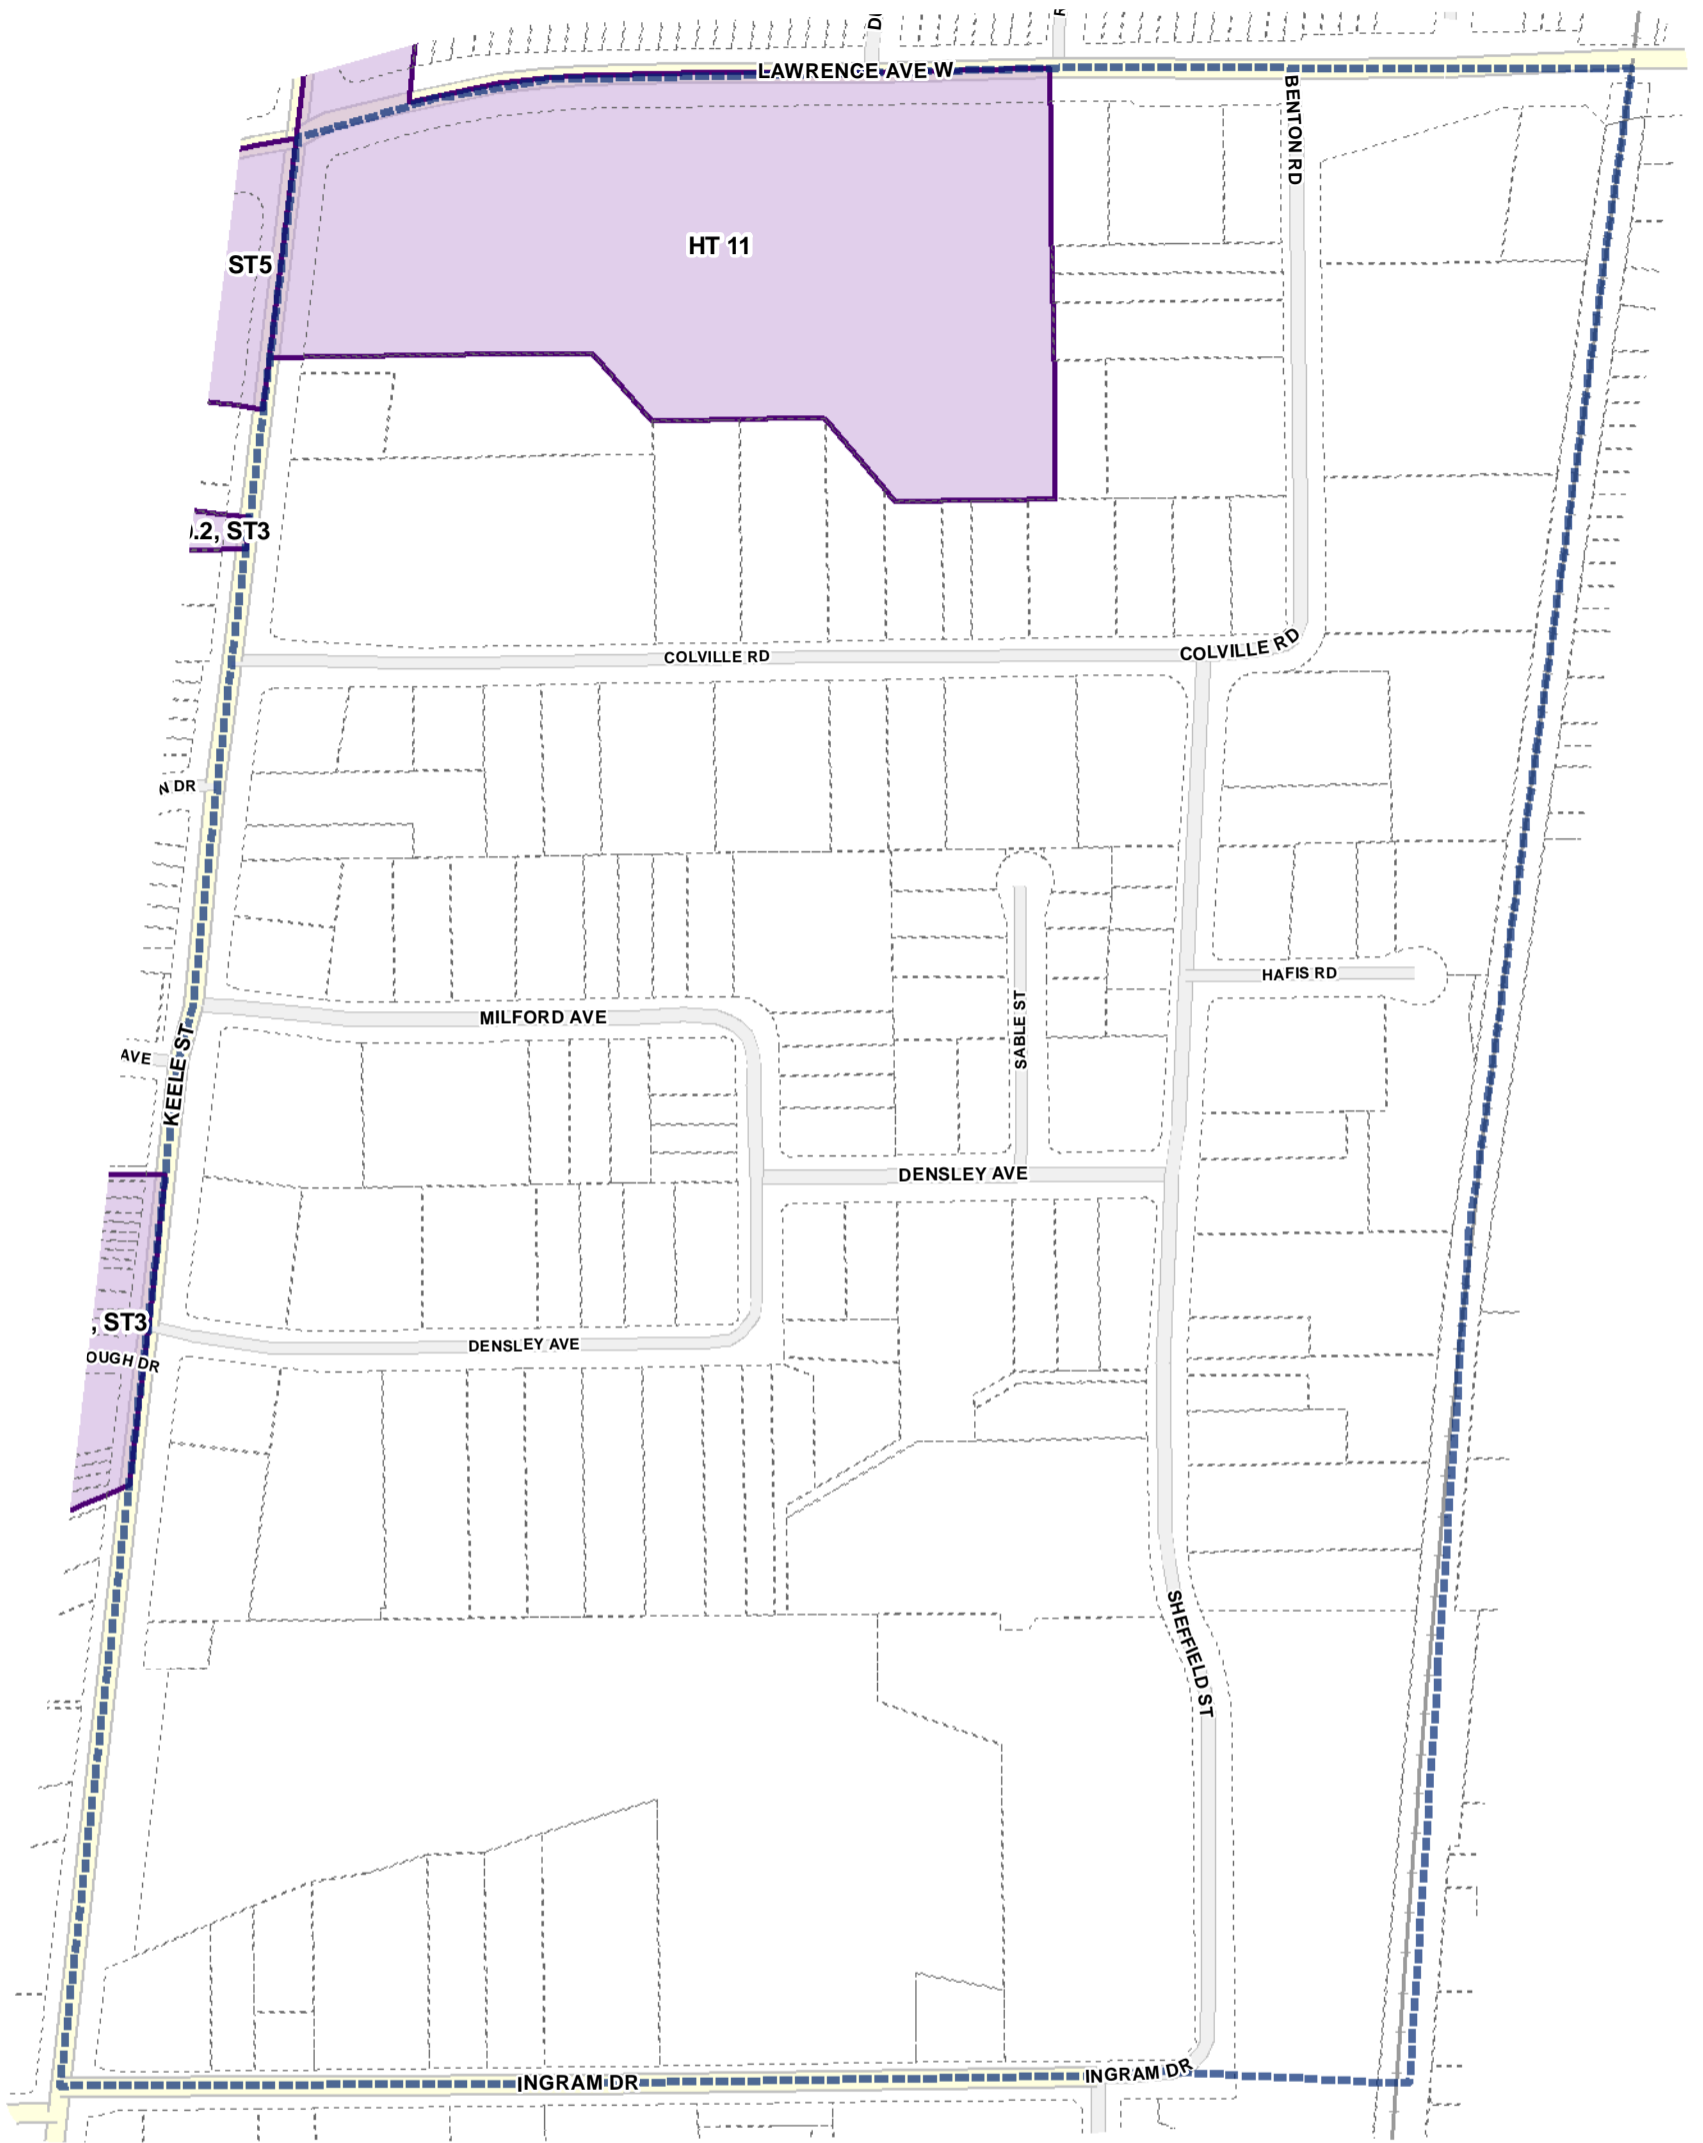 LAWRENCE AVE W
BENTON RD
HT 11
ST5
.2, ST3
COLVILLE RD
COLVILLE RD
N DR
HAFIS RD
SABLE ST
MILFORD AVE
KEELE ST
AVE
DENSLEY AVE
, ST3
DENSLEY AVE
OUGH DR
SHEFFIELD ST
INGRAM DR
INGRAM DR